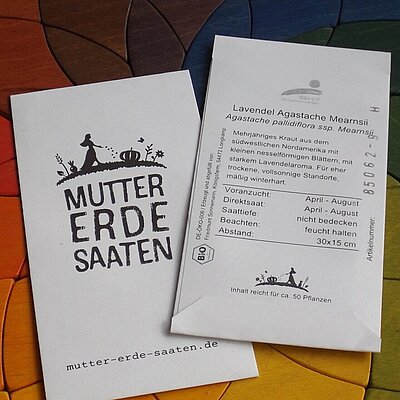 MUTTER
ERDE
SAATEN
mutter-erde-saaten.de
Lavendel Agastache Mearnsii
Agastache pallidiflora ssp. Mearnsii
Mehrjähriges Kraut aus dem
südwestlichen Nordamerika mit
kleinen nesselförmigen Blättern, mit
starkem Lavendelaroma. Für eher
trockene, vollsonnige Standorte,
mäßig winterhart.
Voranzucht: April - August
Direktsaat: April - August
Saattiefe: nicht bedecken
Beachten: feucht halten
Abstand: 30x15 cm
Inhalt reicht für ca. 50 Pflanzen
Artikelnummer:
BIO